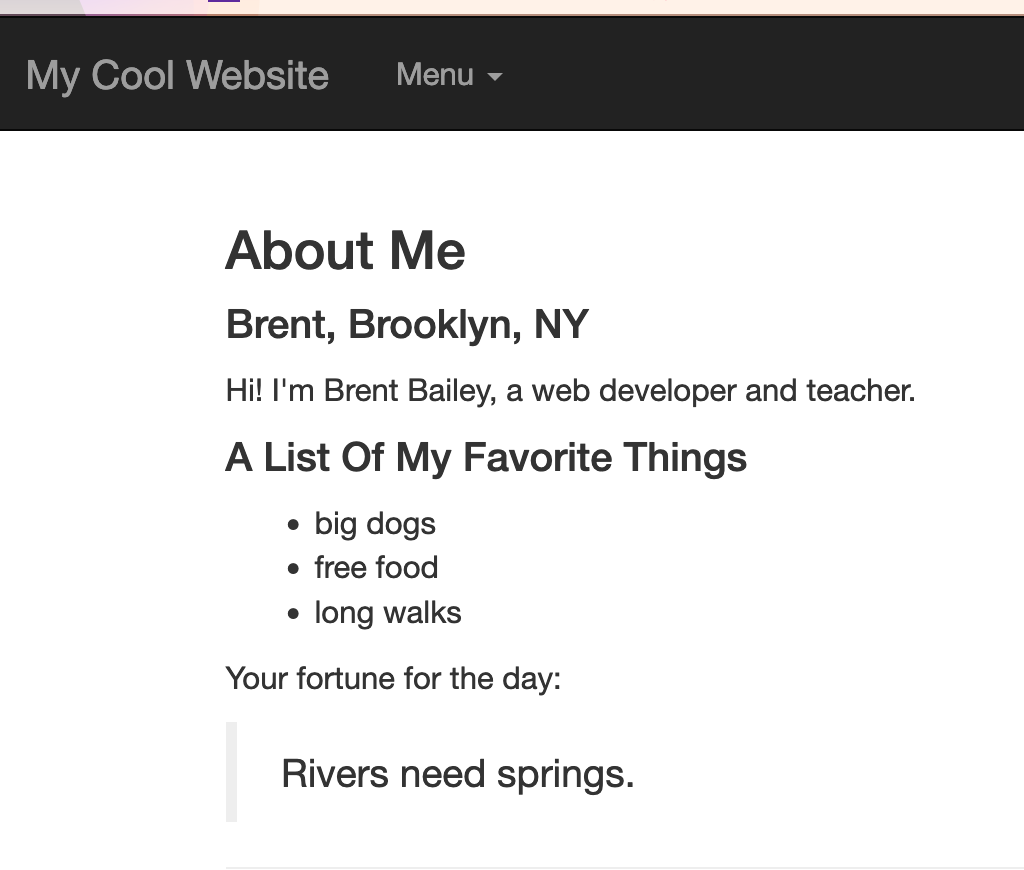 My Cool Website
Menu
About Me
Brent, Brooklyn, NY
Hi! I'm Brent Bailey, a web developer and teacher.
A List Of My Favorite Things
big dogs
free food
long walks
Your fortune for the day:
Rivers need springs.